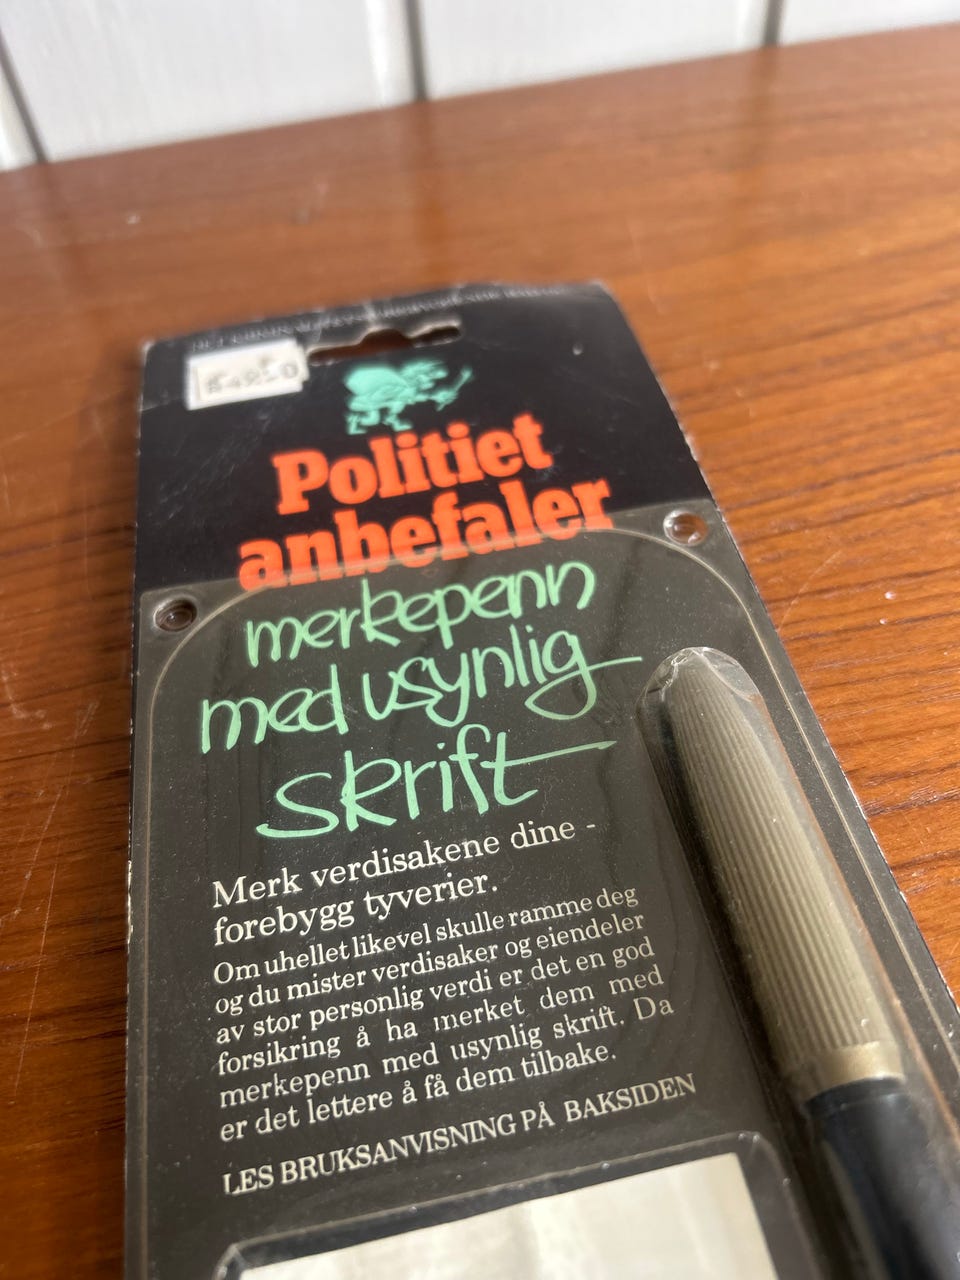 Politiet
anbefaler
merkepenn
med usynlig
skrift
Merk verdisakene dine -
forebygg tyverier.
Om uhellet likevel skulle ramme deg
og du mister verdisaker og eiendeler
av stor personlig verdi er det en god
forsikring å ha merket dem med
merkepenn med usynlig skrift. Da
er det lettere å få dem tilbake.
LES BRUKSANVISNING PÅ BAKSIDEN